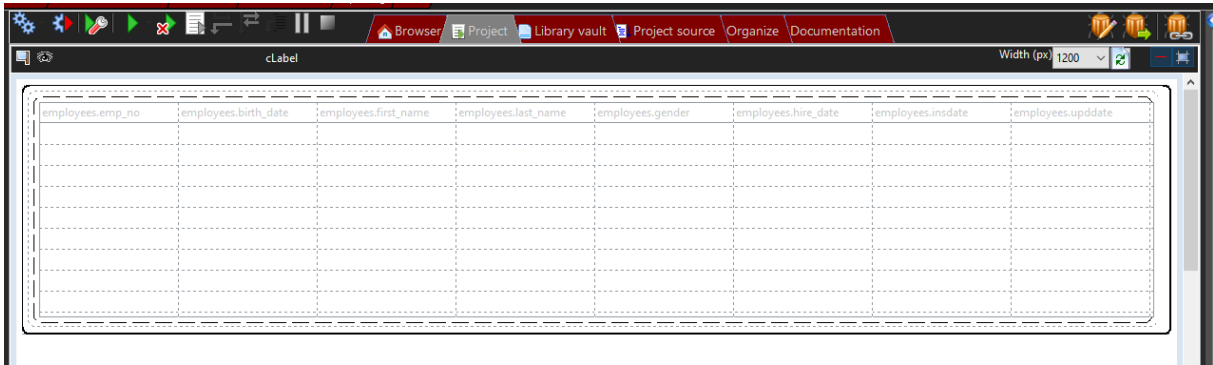 Browser Project Library vault Project source Organize Documentation
cLabel Width (px) 1200
employees.emp_no employees.birth_date employees.first_name employees.last_name employees.gender employees.hire_date employees.insdate employees.upddate